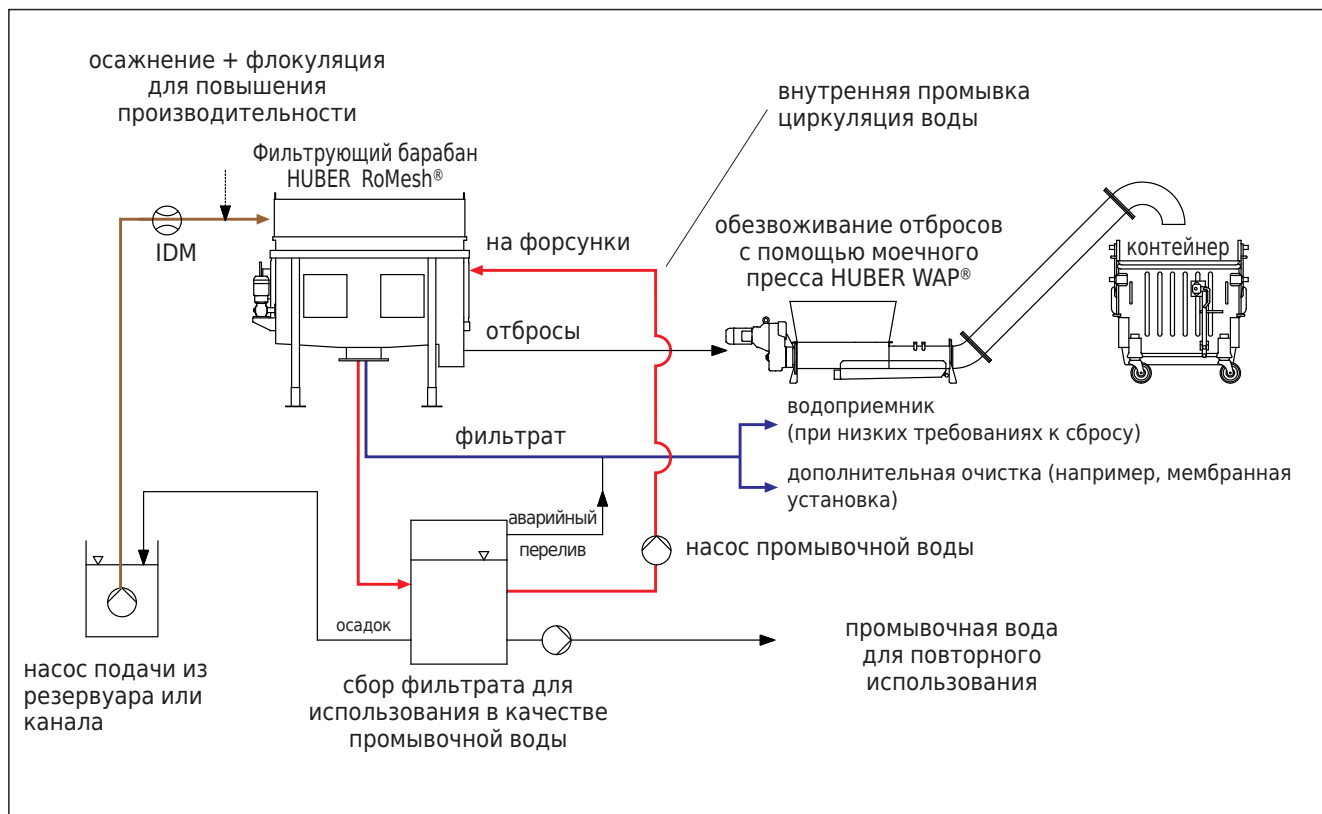 осажнение + флокуляция
для повышения
производительности
внутренняя промывка
циркуляция воды
Фильтрующий барабан
HUBER RoMesh®
IDM
на форсунки
обезвоживание отбросов
с помощью моечного
пресса HUBER WAP®
контейнер
отбросы
водоприемник
(при низких требованиях к сбросу)
фильтрат
дополнительная очистка (например, мембранная
установка)
аварийный
перелив
насос промывочной воды
осадок
промывочная вода
для повторного
использования
насос подачи из
резервуара или
канала
сбор фильтрата для
использования в качестве
промывочной воды